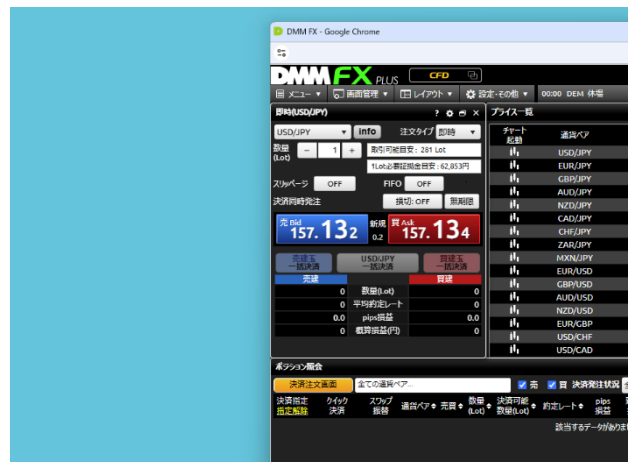 DMM FX - Google Chrome
DMM FX PLUS CFD
メニュー 画面管理 レイアウト 設定・その他 00:00 DEM 休場
即時(USD/JPY) ?
USD/JPY info 注文タイプ 即時
数量(Lot) - 1 + 取引可能目安: 281 Lot
1Lot必要証拠金目安: 62,853円
スリッページ OFF FIFO OFF
決済同時発注 損切: OFF 無期限
売 Bid 157.132 新規 0.2 買 Ask 157.134
売建玉一括決済 USD/JPY一括決済 買建玉一括決済
売建 買建
0 数量(Lot) 0
0 平均約定レート 0
0.0 pips損益 0.0
0 概算損益(円) 0
プライス一覧
チャート起動 通貨ペア
USD/JPY
EUR/JPY
GBP/JPY
AUD/JPY
NZD/JPY
CAD/JPY
CHF/JPY
ZAR/JPY
MXN/JPY
EUR/USD
GBP/USD
AUD/USD
NZD/USD
EUR/GBP
USD/CHF
USD/CAD
ポジション照会
決済注文画面 全ての通貨ペア... 売 買 決済発注状況
決済指定 クイック スワップ 通貨ペア 売買 数量 決済可能 約定レート pips
指定解除 決済 振替 (Lot) 数量(Lot) 損益
該当するデータがありま